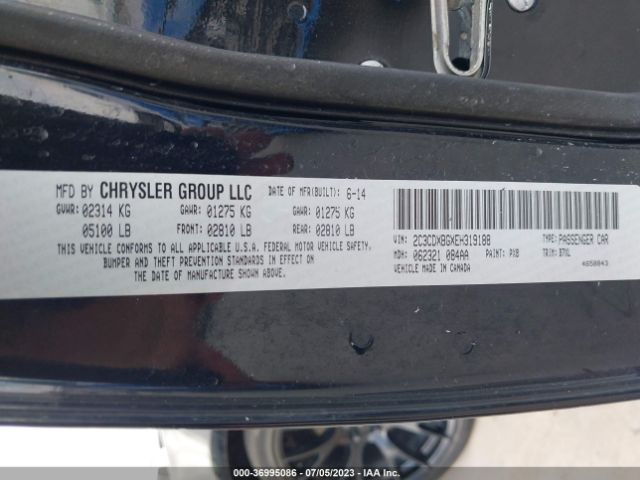 MFD BY CHRYSLER GROUP LLC DATE OF MFR(BUILT): 6-14
GVWR: 02314 KG GAWR: 01275 KG GAWR: 01275 KG
05100 LB FRONT: 02810 LB REAR: 02810 LB
THIS VEHICLE CONFORMS TO ALL APPLICABLE U.S.A. FEDERAL MOTOR VEHICLE SAFETY,
BUMPER AND THEFT PREVENTION STANDARDS IN EFFECT ON
THE DATE OF MANUFACTURE SHOWN ABOVE.
VIN: 2C3CDXBGXEH319188 TYPE: PASSENGER CAR
MDH: 062321 084AA PAINT: PX8 TRIM: B7XL
VEHICLE MADE IN CANADA 4650843
000-36995086 - 07/05/2023 - IAA Inc.